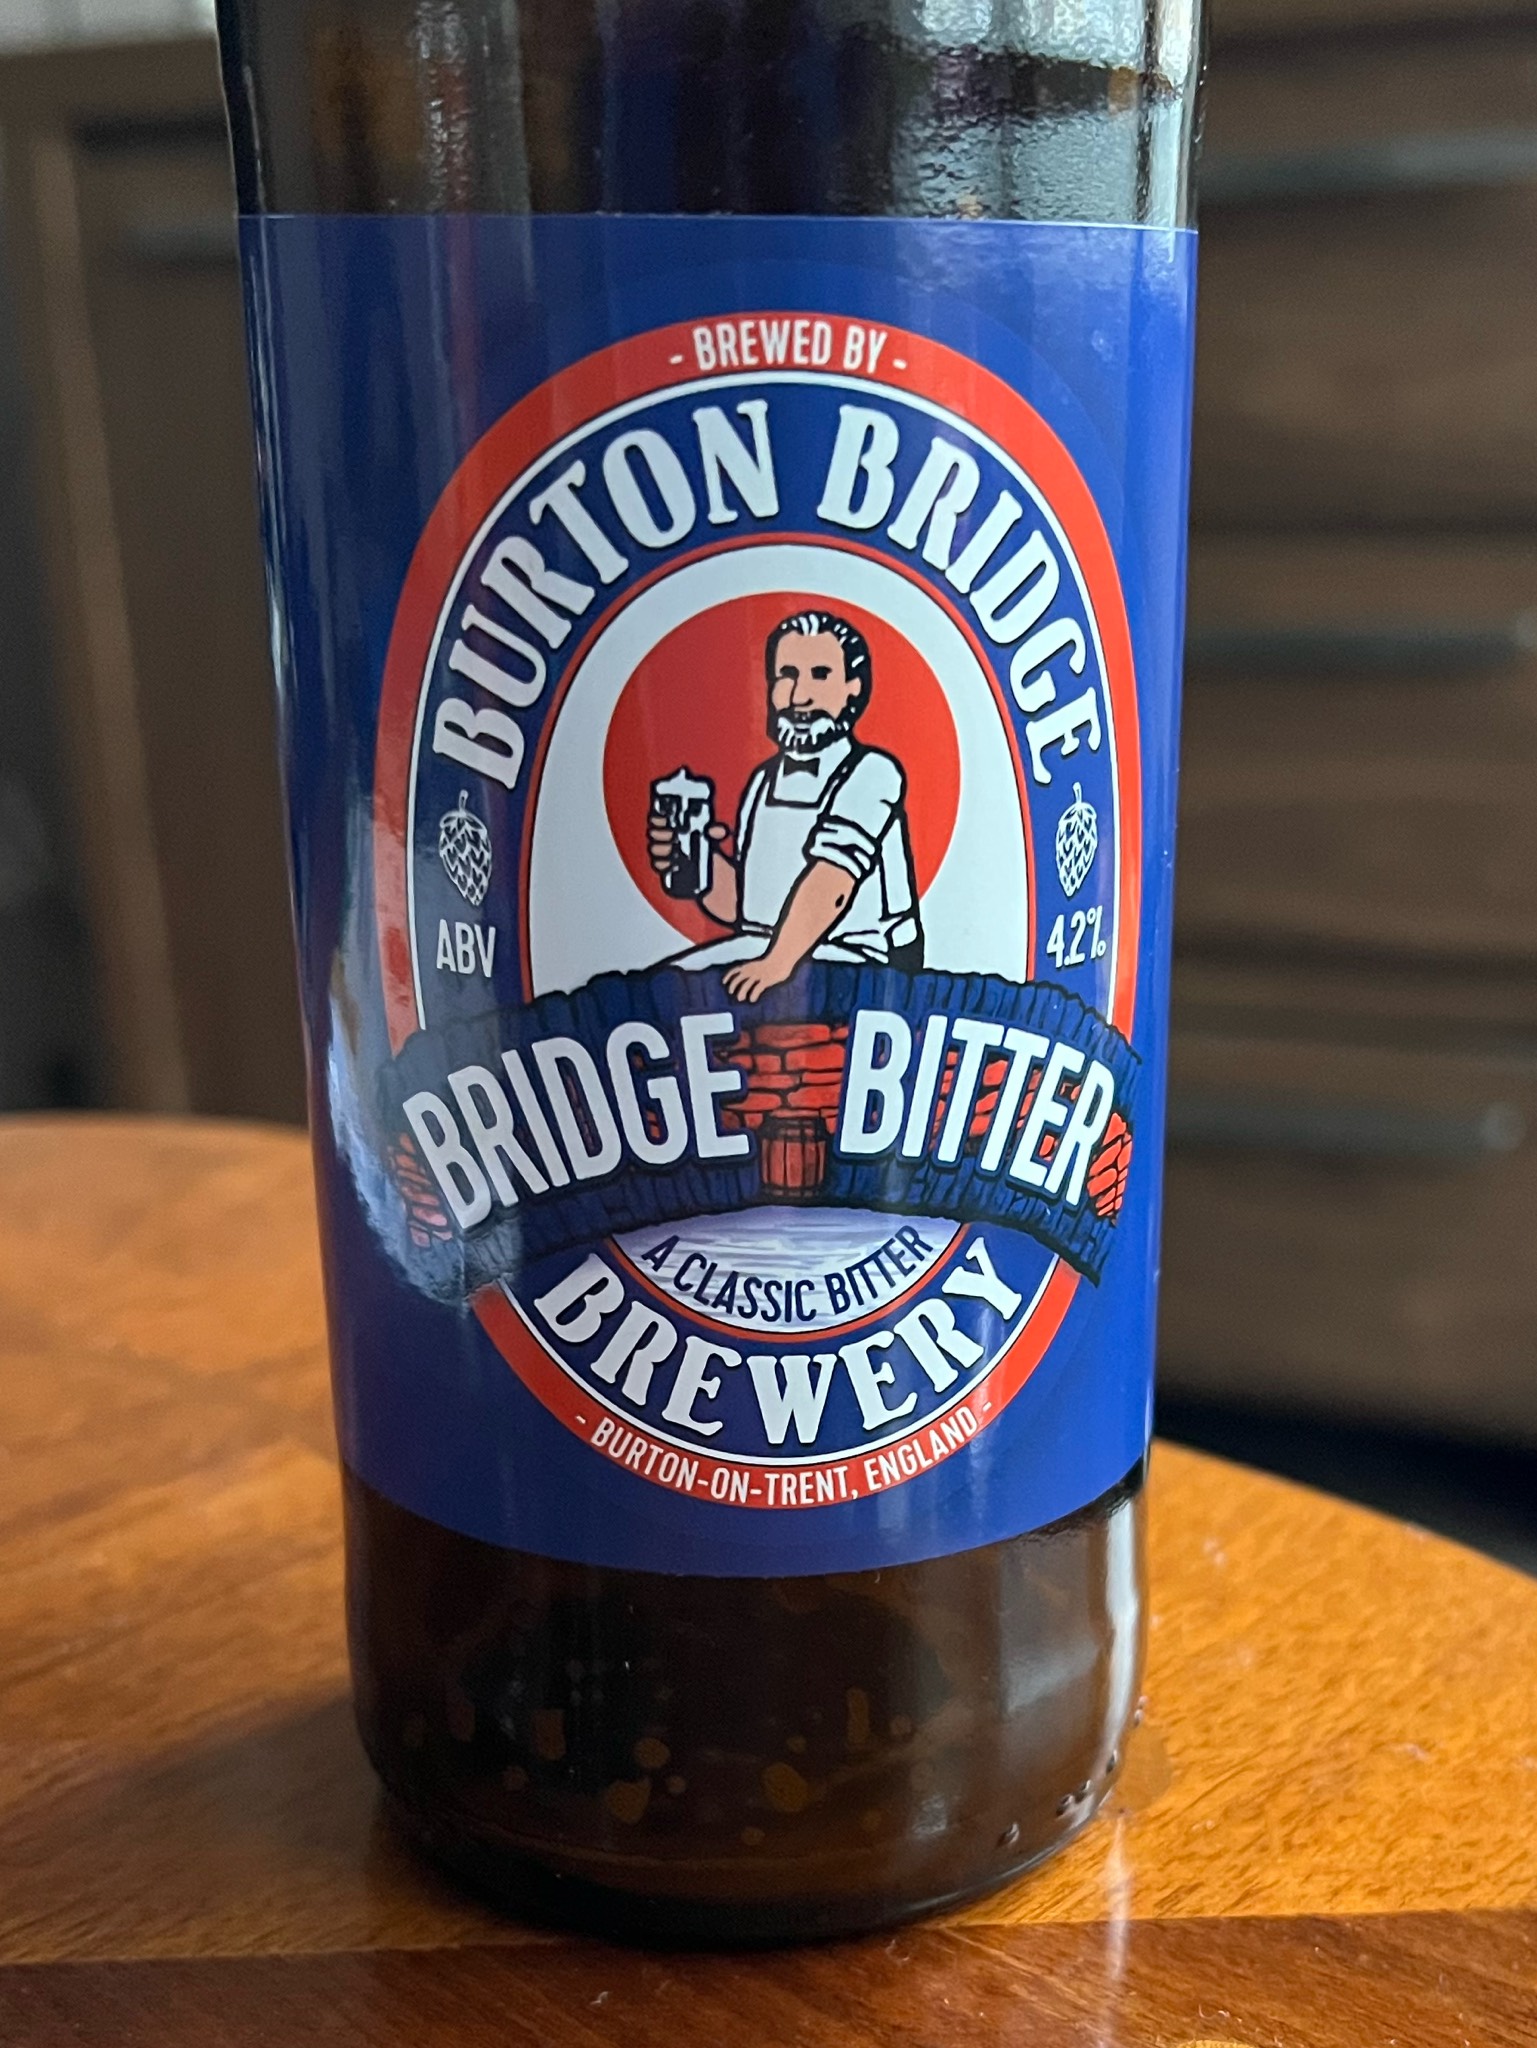 - BREWED BY -
BURTON BRIDGE
ABV
4.2%
BRIDGE BITTER
A CLASSIC BITTER
BREWERY
- BURTON-ON-TRENT, ENGLAND -